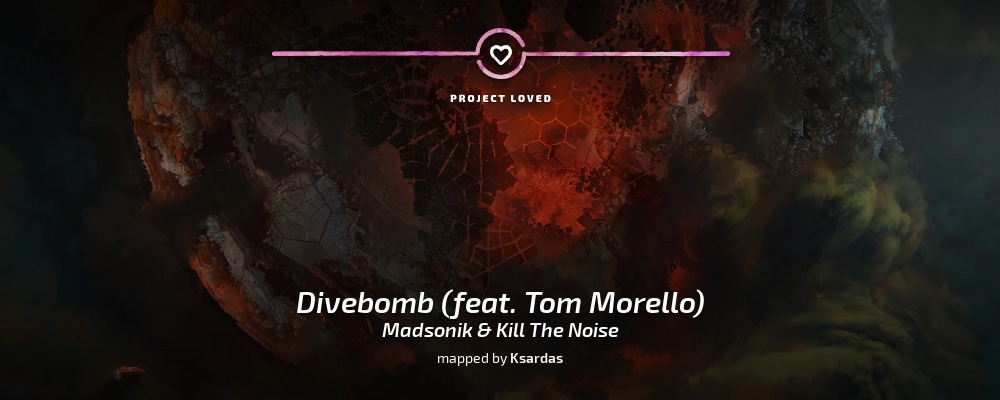 PROJECT LOVED
Divebomb (feat. Tom Morello)
Madsonik & Kill The Noise
mapped by Ksardas